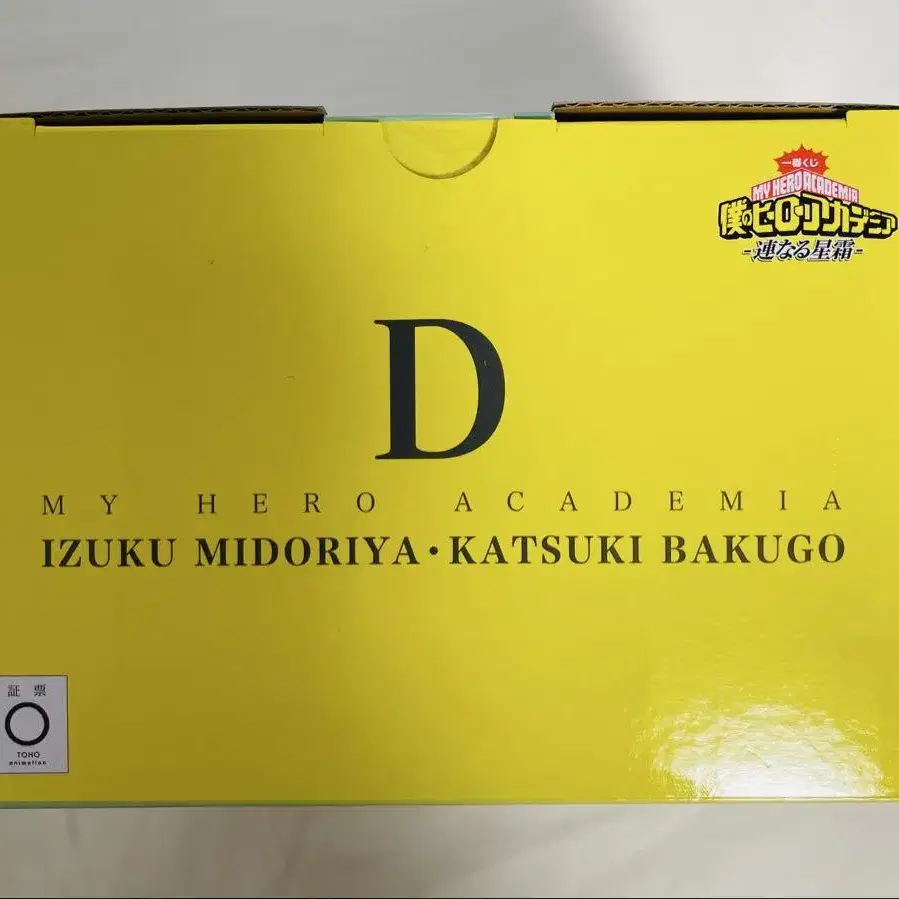 一番くじ
MY HERO ACADEMIA
僕のヒーローアカデミア
-連なる星霜-
D
MY HERO ACADEMIA
IZUKU MIDORIYA・KATSUKI BAKUGO
証 票
TOHO
animation